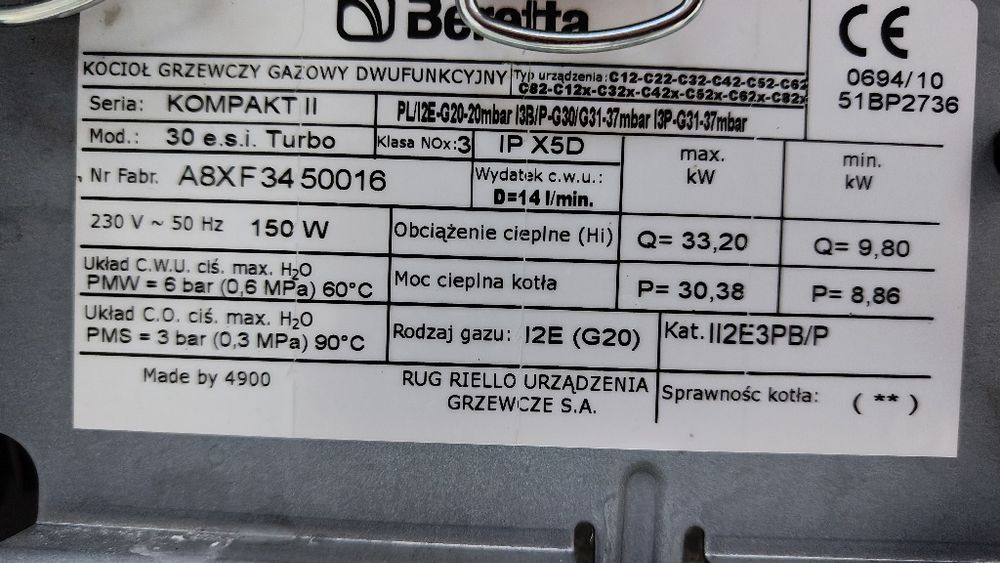 Beretta
CE
0694/10
51BP2736
KOCIOŁ GRZEWCZY GAZOWY DWUFUNKCYJNY
Typ urządzenia: C12-C22-C32-C42-C52-C62
C82-C12x-C32x-C42x-C52x-C62x-C82x
Seria: KOMPAKT II
PL/I2E-G20-20mbar I3B/P-G30/G31-37mbar I3P-G31-37mbar
Mod.: 30 e.s.i. Turbo
Klasa NOx: 3
IP X5D
max.
kW
min.
kW
Nr Fabr. A8XF3450016
Wydatek c.w.u.:
D=14 l/min.
230 V ~ 50 Hz 150 W
Obciążenie cieplne (Hi)
Q= 33,20
Q= 9,80
Układ C.W.U. ciś. max. H₂O
PMW = 6 bar (0,6 MPa) 60°C
Moc cieplna kotła
P= 30,38
P= 8,86
Układ C.O. ciś. max. H₂O
PMS = 3 bar (0,3 MPa) 90°C
Rodzaj gazu: I2E (G20)
Kat. II2E3PB/P
Made by 4900
RUG RIELLO URZĄDZENIA
GRZEWCZE S.A.
Sprawność kotła: ( ** )